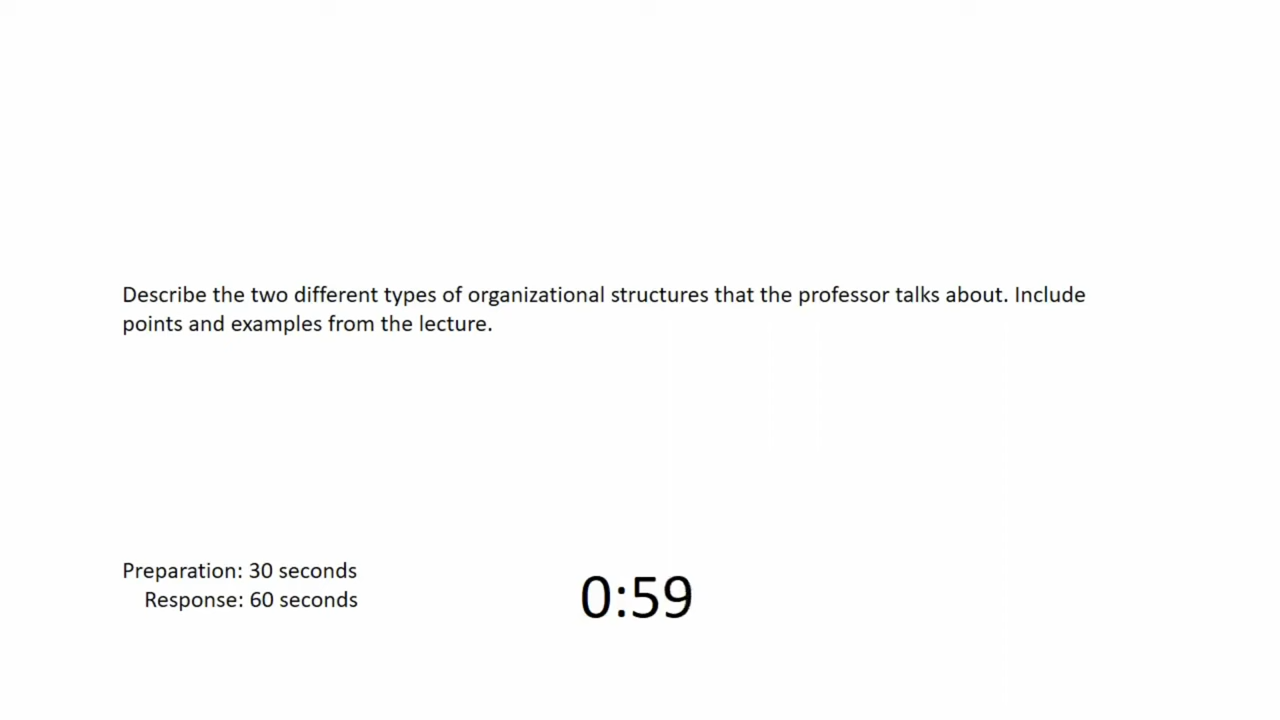 Describe the two different types of organizational structures that the professor talks about. Include
points and examples from the lecture.
Preparation: 30 seconds
Response: 60 seconds
0:59